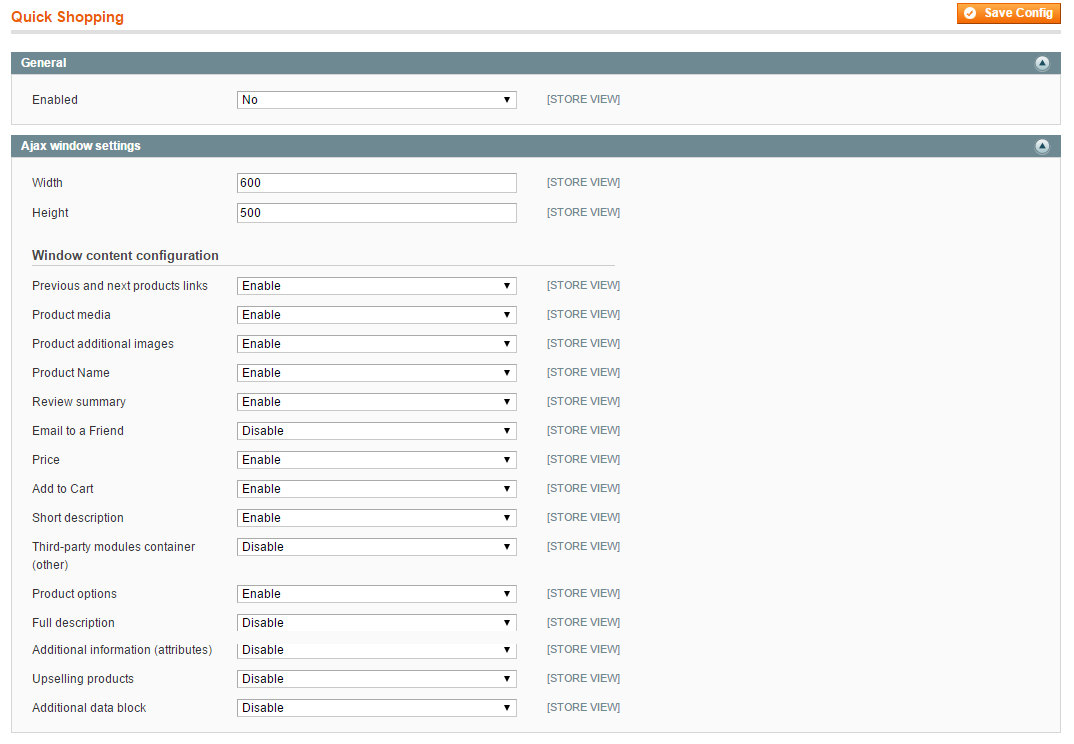 Quick Shopping
Save Config
General
Enabled No [STORE VIEW]
Ajax window settings
Width 600 [STORE VIEW]
Height 500 [STORE VIEW]
Window content configuration
Previous and next products links Enable [STORE VIEW]
Product media Enable [STORE VIEW]
Product additional images Enable [STORE VIEW]
Product Name Enable [STORE VIEW]
Review summary Enable [STORE VIEW]
Email to a Friend Disable [STORE VIEW]
Price Enable [STORE VIEW]
Add to Cart Enable [STORE VIEW]
Short description Enable [STORE VIEW]
Third-party modules container Disable [STORE VIEW]
(other)
Product options Enable [STORE VIEW]
Full description Disable [STORE VIEW]
Additional information (attributes) Disable [STORE VIEW]
Upselling products Disable [STORE VIEW]
Additional data block Disable [STORE VIEW]